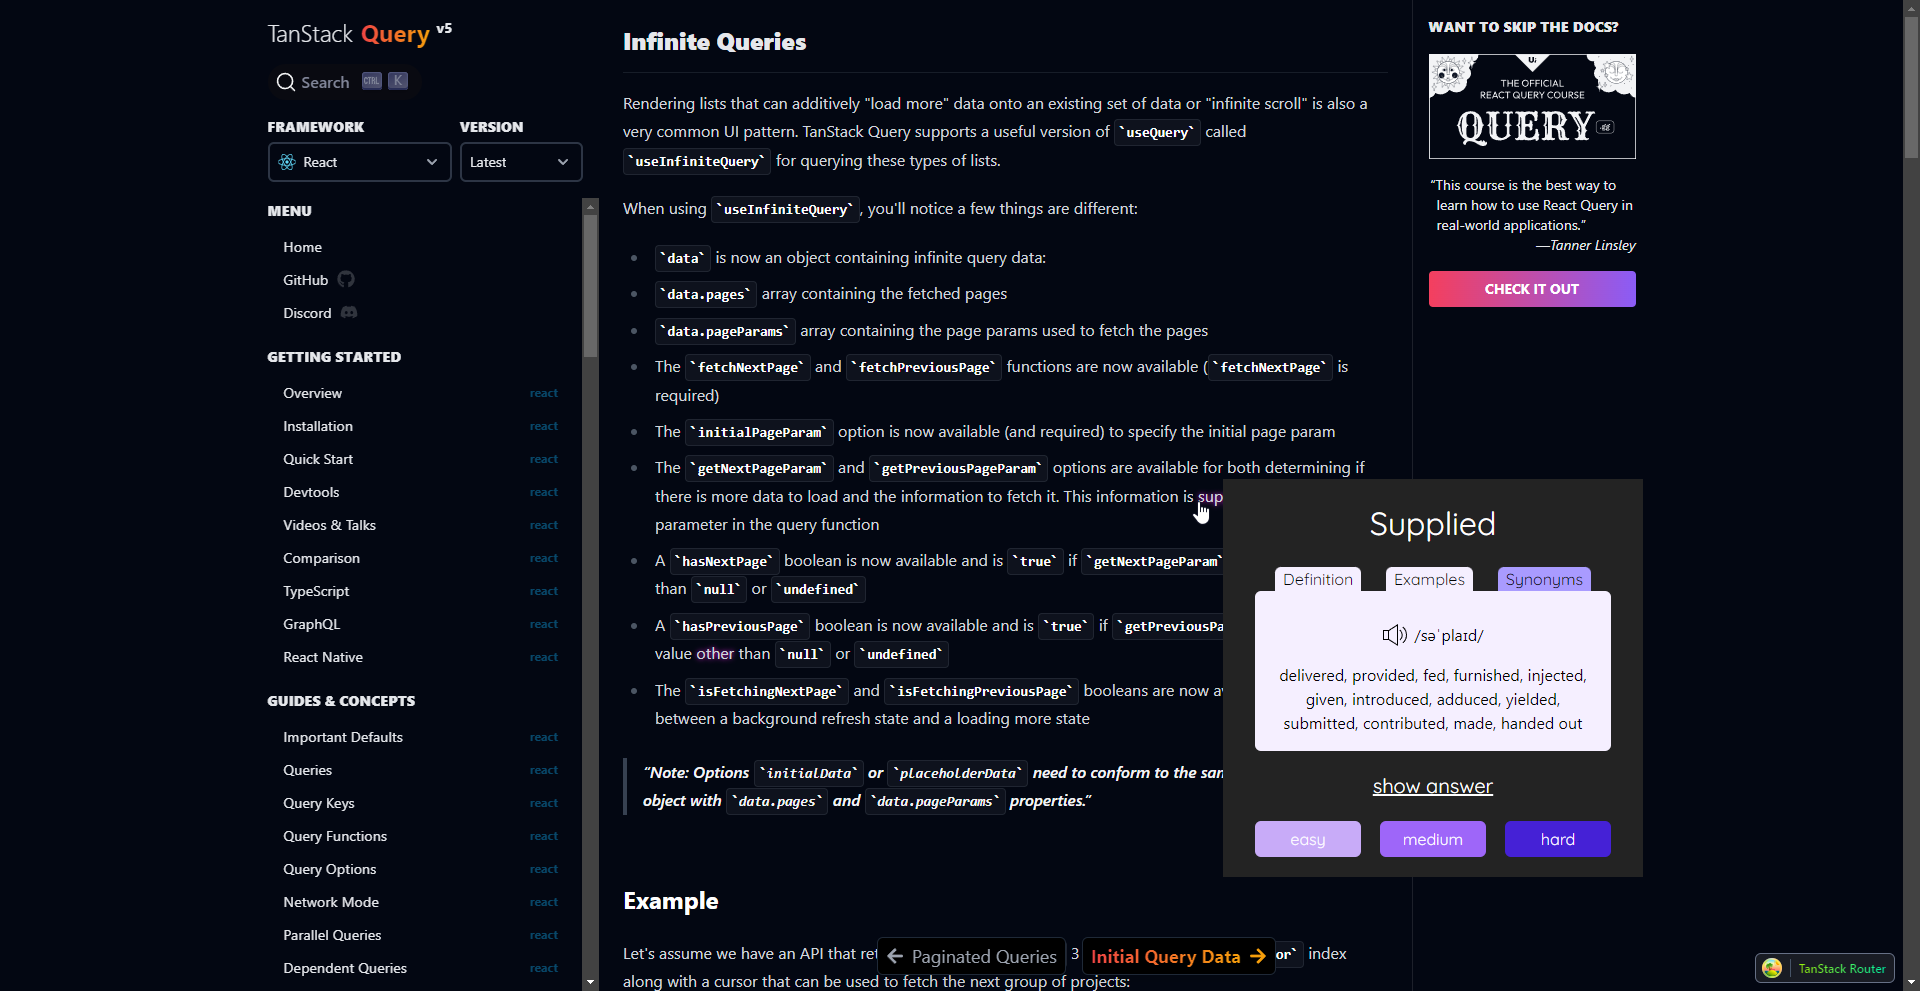 TanStack Query v5
Search CTRL K
FRAMEWORK
React
VERSION
Latest
MENU
Home
GitHub
Discord
GETTING STARTED
Overview react
Installation react
Quick Start react
Devtools react
Videos & Talks react
Comparison react
TypeScript react
GraphQL react
React Native react
GUIDES & CONCEPTS
Important Defaults react
Queries react
Query Keys react
Query Functions react
Query Options react
Network Mode react
Parallel Queries react
Dependent Queries react
Infinite Queries
Rendering lists that can additively "load more" data onto an existing set of data or "infinite scroll" is also a
very common UI pattern. TanStack Query supports a useful version of `useQuery` called
`useInfiniteQuery` for querying these types of lists.
When using `useInfiniteQuery`, you'll notice a few things are different:
`data` is now an object containing infinite query data:
`data.pages` array containing the fetched pages
`data.pageParams` array containing the page params used to fetch the pages
The `fetchNextPage` and `fetchPreviousPage` functions are now available (`fetchNextPage` is
required)
The `initialPageParam` option is now available (and required) to specify the initial page param
The `getNextPageParam` and `getPreviousPageParam` options are available for both determining if
there is more data to load and the information to fetch it. This information is sup
parameter in the query function
A `hasNextPage` boolean is now available and is `true` if `getNextPageParam`
than `null` or `undefined`
A `hasPreviousPage` boolean is now available and is `true` if `getPreviousPa
value other than `null` or `undefined`
The `isFetchingNextPage` and `isFetchingPreviousPage` booleans are now av
between a background refresh state and a loading more state
“Note: Options `initialData` or `placeholderData` need to conform to the san
object with `data.pages` and `data.pageParams` properties.”
Example
Let's assume we have an API that ret 3 or` index
along with a cursor that can be used to fetch the next group of projects:
← Paginated Queries
Initial Query Data →
WANT TO SKIP THE DOCS?
Ui
THE OFFICIAL
REACT QUERY COURSE
QUERY
“This course is the best way to
learn how to use React Query in
real-world applications.”
—Tanner Linsley
CHECK IT OUT
Supplied
Definition Examples Synonyms
/səˈplaɪd/
delivered, provided, fed, furnished, injected,
given, introduced, adduced, yielded,
submitted, contributed, made, handed out
show answer
easy medium hard
TanStack Router